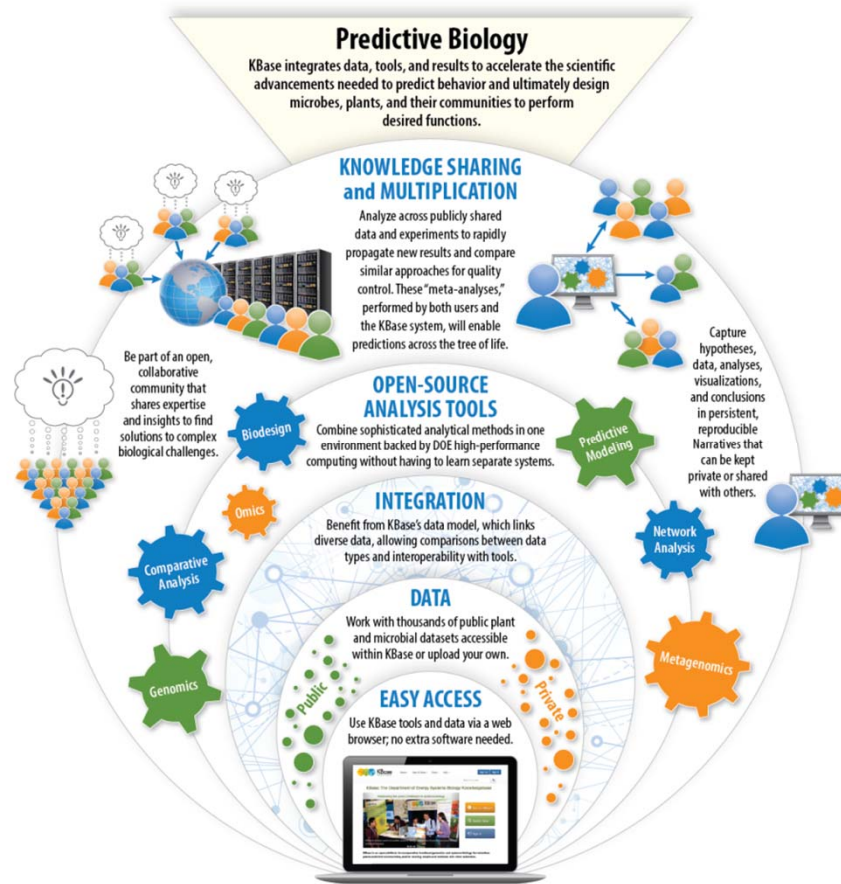 Predictive Biology
KBase integrates data, tools, and results to accelerate the scientific
advancements needed to predict behavior and ultimately design
microbes, plants, and their communities to perform
desired functions.
KNOWLEDGE SHARING
and MULTIPLICATION
Analyze across publicly shared
data and experiments to rapidly
propagate new results and compare
similar approaches for quality
control. These “meta-analyses,”
performed by both users and
the KBase system, will enable
predictions across the tree of life.
Be part of an open,
collaborative
community that
shares expertise
and insights to find
solutions to complex
biological challenges.
Capture
hypotheses,
data, analyses,
visualizations,
and conclusions
in persistent,
reproducible
Narratives that
can be kept
private or shared
with others.
OPEN-SOURCE
ANALYSIS TOOLS
Combine sophisticated analytical methods in one
environment backed by DOE high-performance
computing without having to learn separate systems.
Biodesign
Predictive
Modeling
Omics
Network
Analysis
Comparative
Analysis
Metagenomics
Genomics
INTEGRATION
Benefit from KBase’s data model, which links
diverse data, allowing comparisons between data
types and interoperability with tools.
DATA
Work with thousands of public plant
and microbial datasets accessible
within KBase or upload your own.
Public
Private
EASY ACCESS
Use KBase tools and data via a web
browser; no extra software needed.
KBase: The Department of Energy Systems Biology Knowledgebase